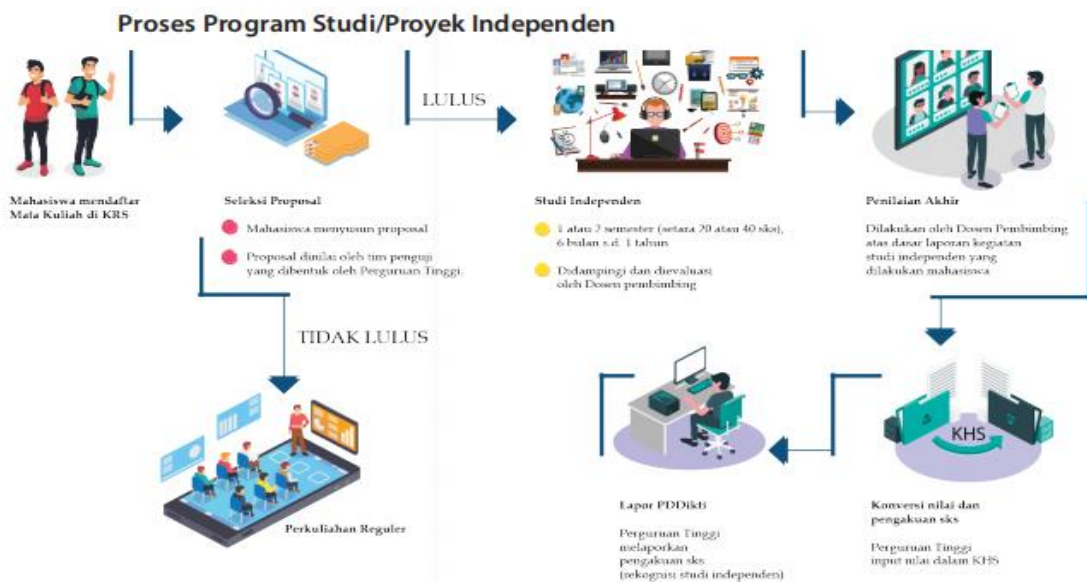 Proses Program Studi/Proyek Independen
LULUS
Mahasiswa mendaftar
Mata Kuliah di KRS
Seleksi Proposal
Mahasiswa menyusun proposal
Proposal dinilai oleh tim penguji
yang dibentuk oleh Perguruan Tinggi.
Studi Independen
1 atau 2 semester (setara 20 atau 40 sks),
6 bulan s.d. 1 tahun
Didampingi dan dievaluasi
oleh Dosen pembimbing
Penilaian Akhir
Dilakukan oleh Dosen Pembimbing
atas dasar laporan kegiatan
studi independen yang
dilakukan mahasiswa
TIDAK LULUS
Perkuliahan Reguler
KHS
Lapor PDDikti
Perguruan Tinggi
melaporkan
pengakuan sks
(rekognisi studi independen)
Konversi nilai dan
pengakuan sks
Perguruan Tinggi
input nilai dalam KHS